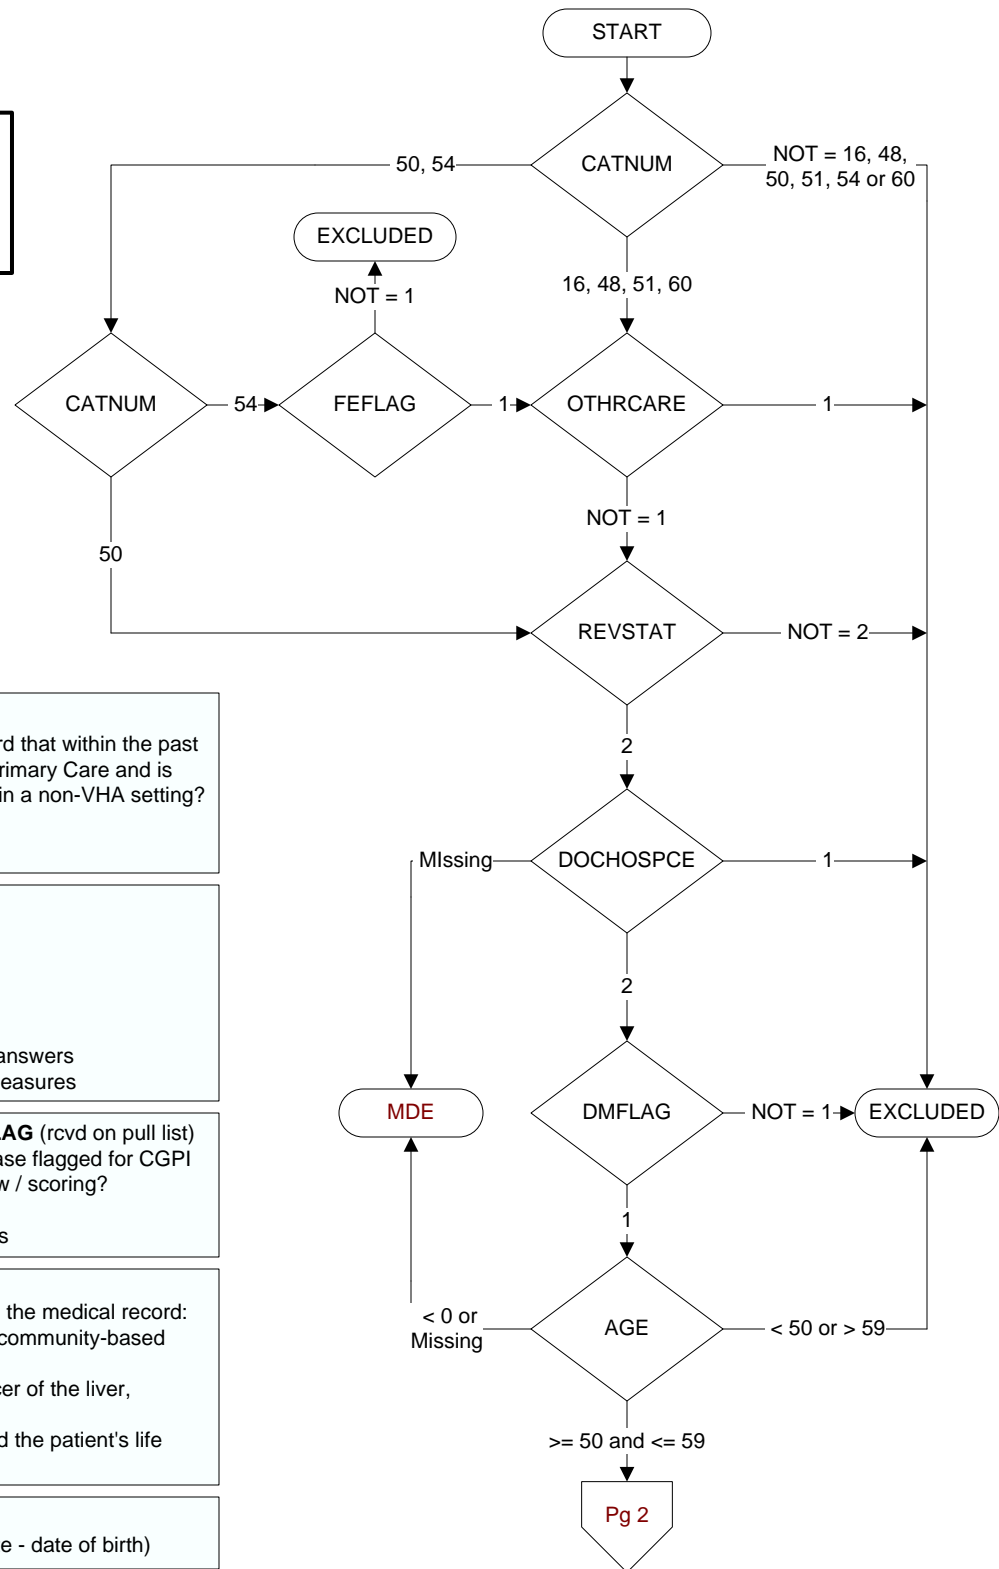 START
CATNUM
50, 54
NOT = 16, 48,
50, 51, 54 or 60
EXCLUDED
16, 48, 51, 60
NOT = 1
CATNUM
54
FEFLAG
1
OTHRCARE
1
NOT = 1
50
REVSTAT
NOT = 2
2
MIssing
DOCHOSPCE
1
2
MDE
DMFLAG
NOT = 1
EXCLUDED
1
< 0 or
Missing
AGE
< 50 or > 59
>= 50 and <= 59
Pg 2
rd that within the past
rimary Care and is
in a non-VHA setting?
answers
easures
LAG (rcvd on pull list)
ase flagged for CGPI
w / scoring?
s
the medical record:
community-based
cer of the liver,
d the patient's life
e - date of birth)